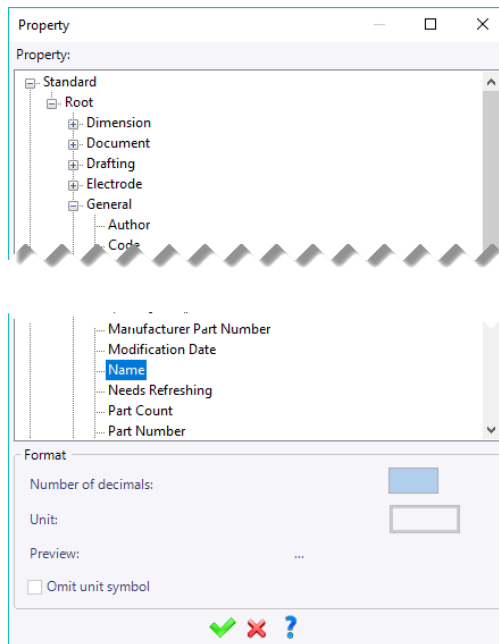 Property
Property:
Standard
Root
Dimension
Document
Drafting
Electrode
General
Author
Code
Manufacturer Part Number
Modification Date
Name
Needs Refreshing
Part Count
Part Number
Format
Number of decimals:
Unit:
Preview:
...
Omit unit symbol
?